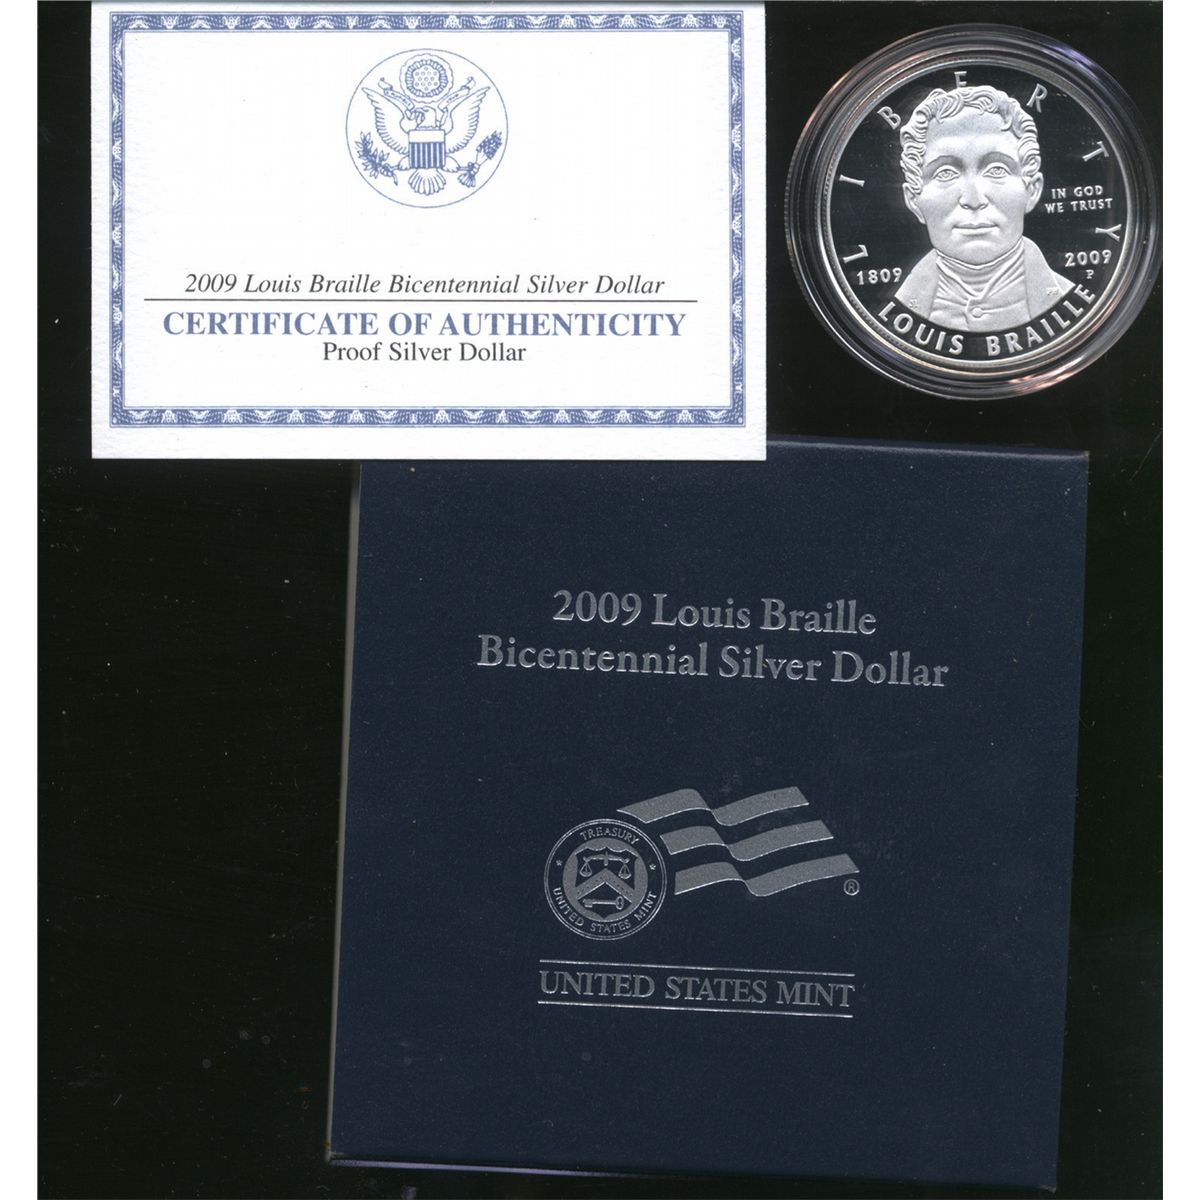 2009 Louis Braille Bicentennial Silver Dollar
CERTIFICATE OF AUTHENTICITY
Proof Silver Dollar
LIBERTY
IN GOD
WE TRUST
1809
2009
P
LOUIS BRAILLE
2009 Louis Braille
Bicentennial Silver Dollar
TREASURY
UNITED STATES MINT
®
UNITED STATES MINT